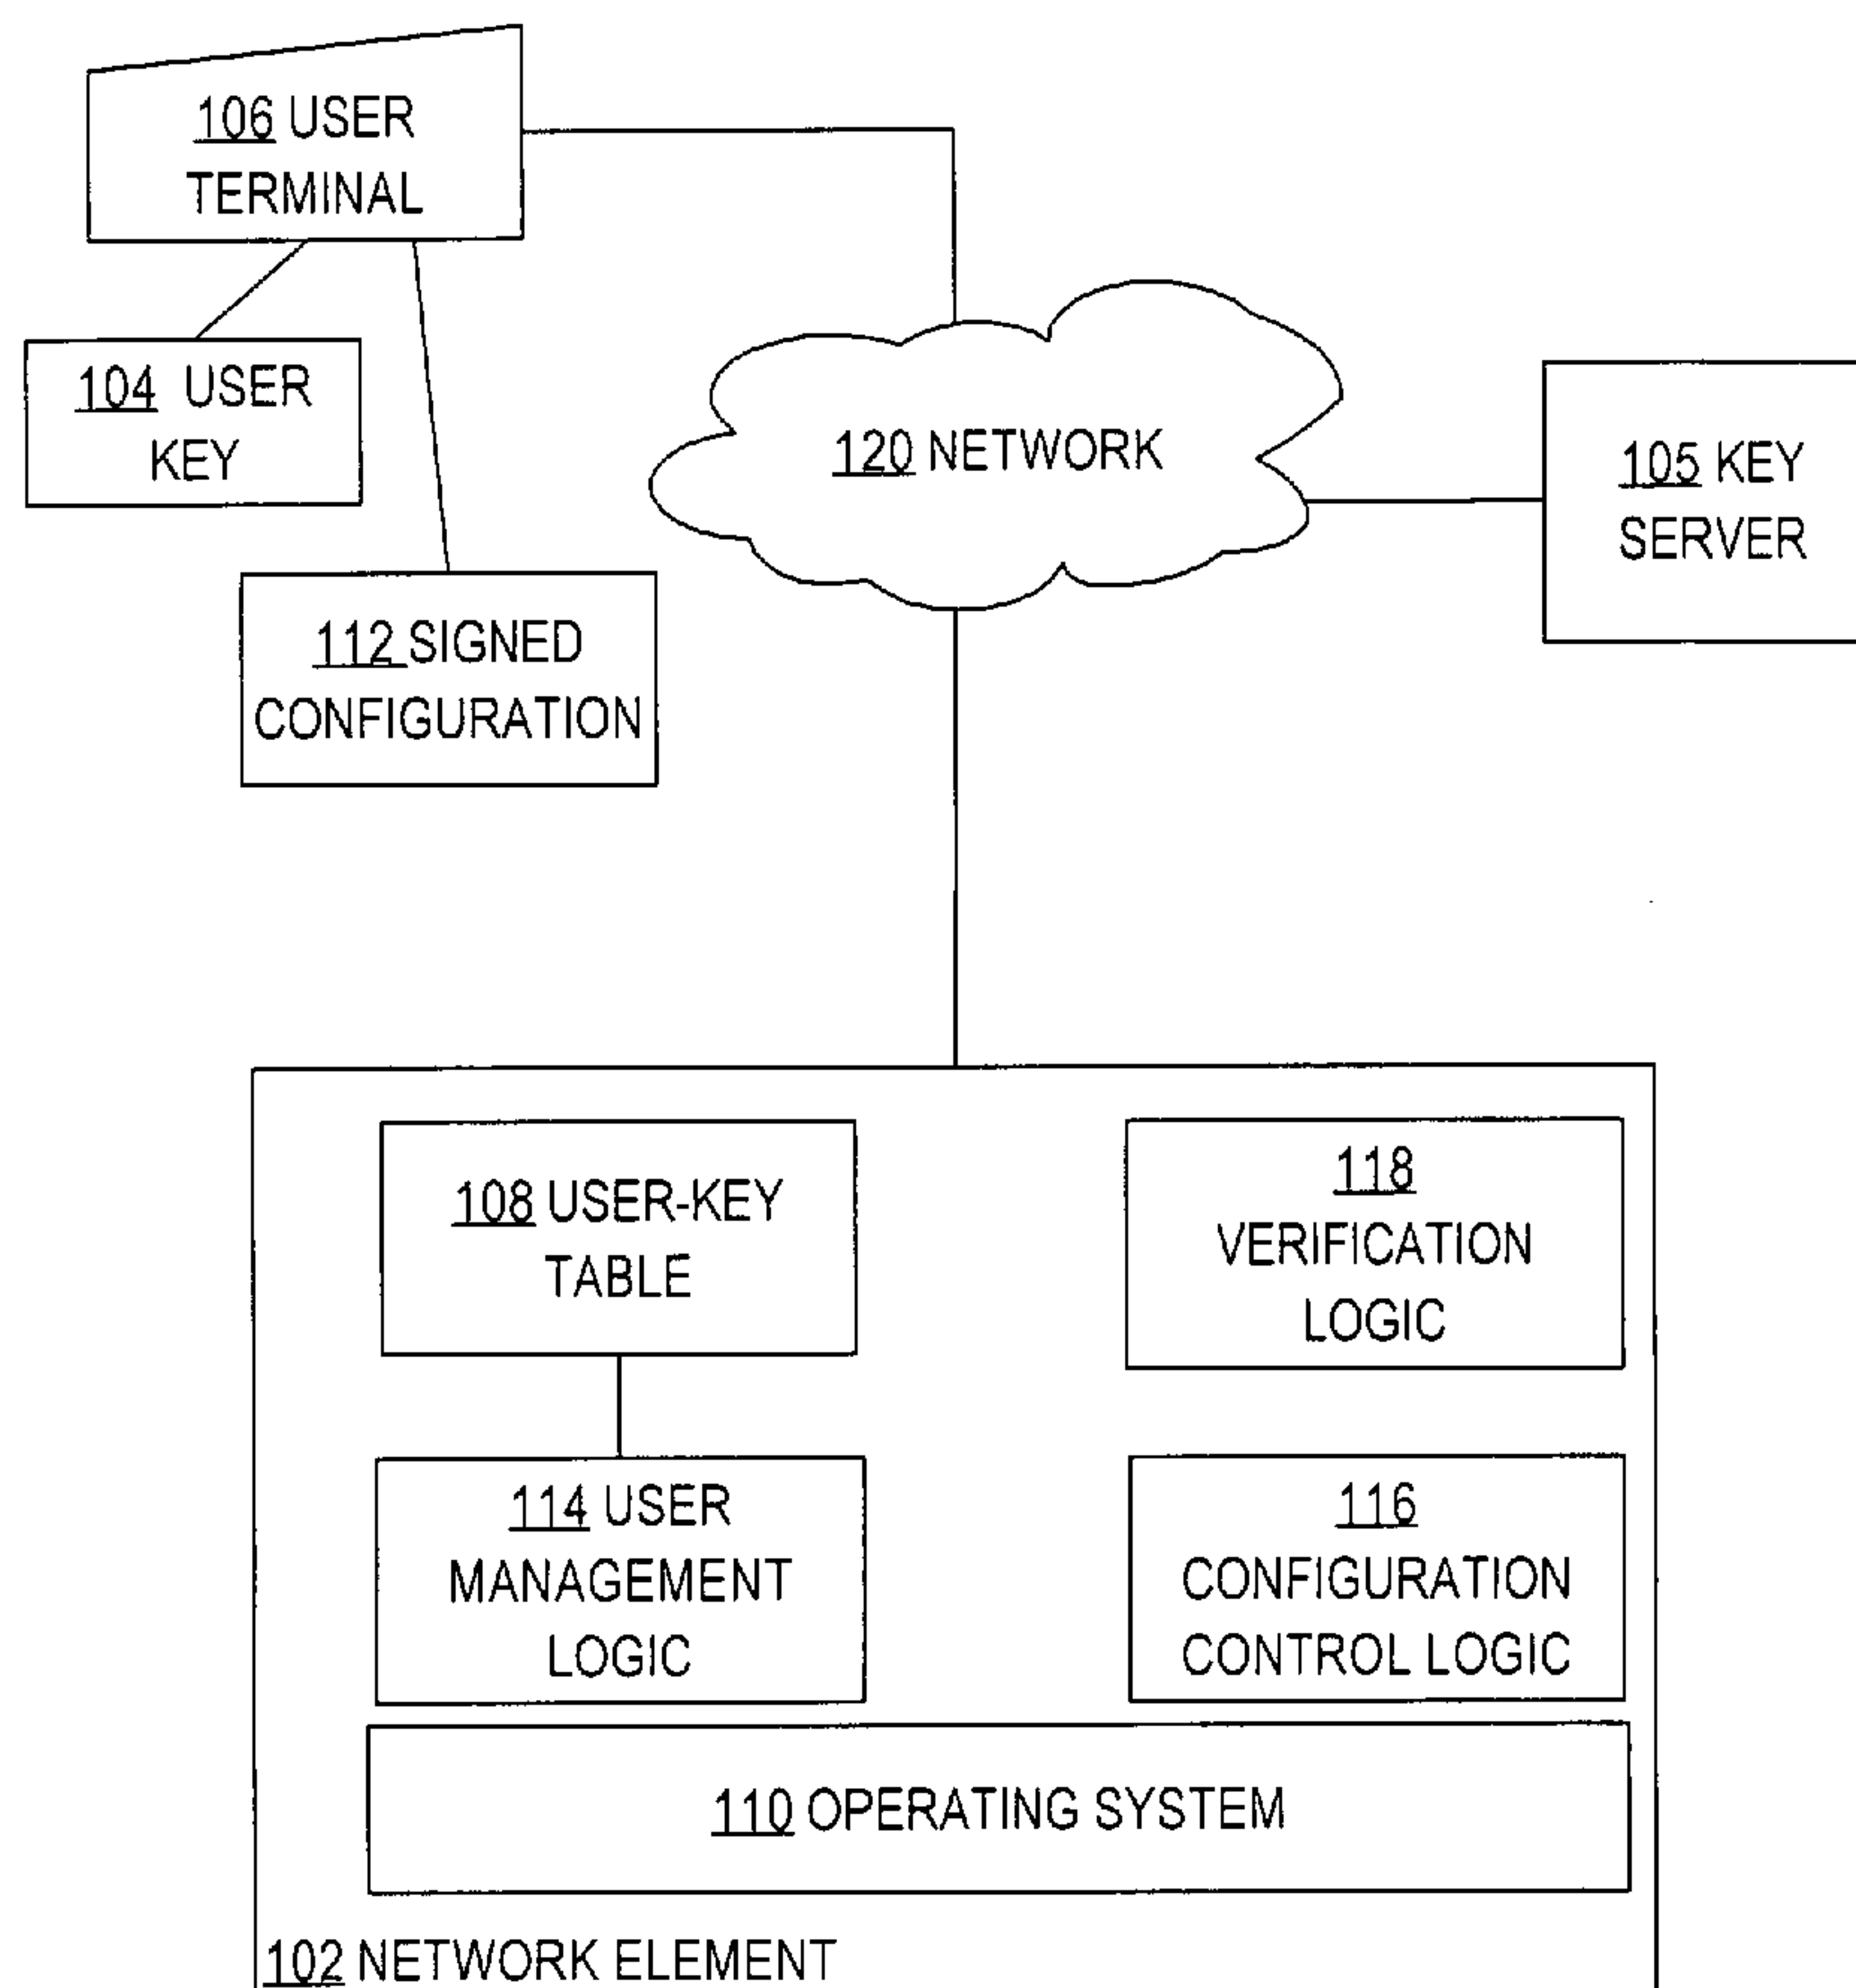 106 USER
TERMINAL
104 USER
KEY
120 NETWORK
105 KEY
SERVER
112 SIGNED
CONFIGURATION
108 USER-KEY
TABLE
118
VERIFICATION
LOGIC
114 USER
MANAGEMENT
LOGIC
116
CONFIGURATION
CONTROL LOGIC
110 OPERATING SYSTEM
102 NETWORK ELEMENT